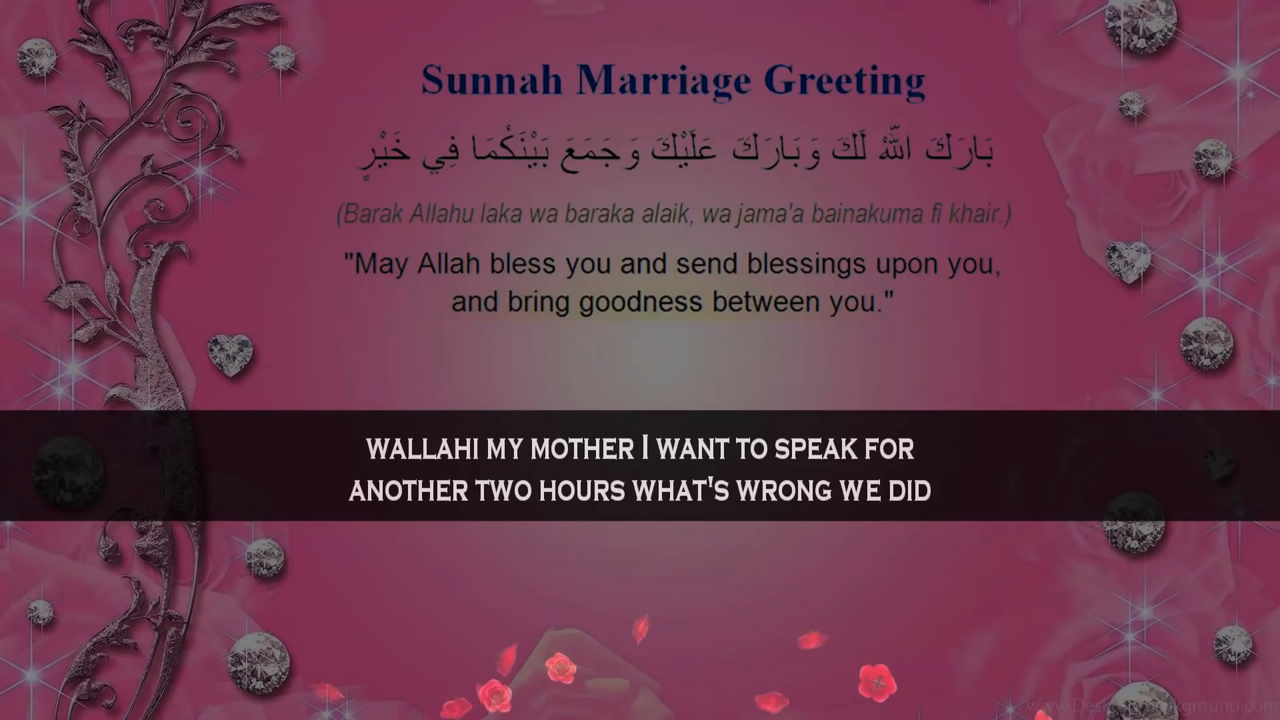 Sunnah Marriage Greeting
بَارَكَ اللّٰهُ لَكَ وَبَارَكَ عَلَيْكَ وَجَمَعَ بَيْنَكُمَا فِي خَيْرٍ
(Barak Allahu laka wa baraka alaik, wa jama'a bainakuma fi khair.)
"May Allah bless you and send blessings upon you,
and bring goodness between you."
WALLAHI MY MOTHER I WANT TO SPEAK FOR
ANOTHER TWO HOURS WHAT'S WRONG WE DID